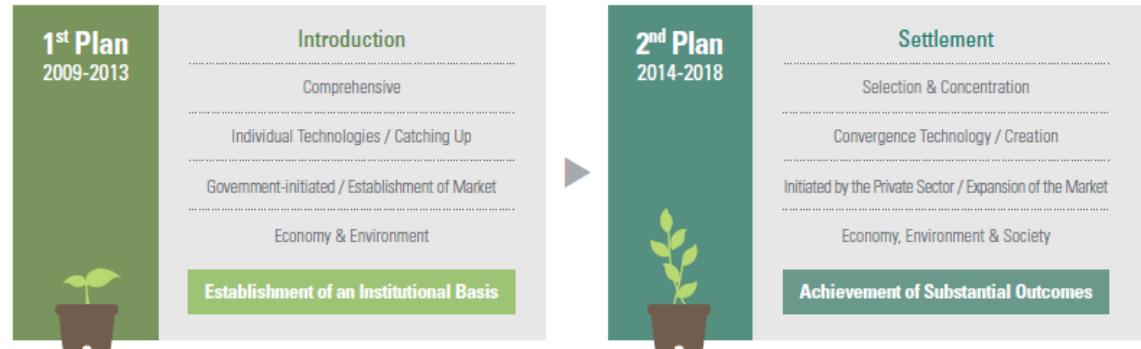 1st Plan
2009-2013
Introduction
Comprehensive
Individual Technologies / Catching Up
Government-initiated / Establishment of Market
Economy & Environment
Establishment of an Institutional Basis
2nd Plan
2014-2018
Settlement
Selection & Concentration
Convergence Technology / Creation
Initiated by the Private Sector / Expansion of the Market
Economy, Environment & Society
Achievement of Substantial Outcomes